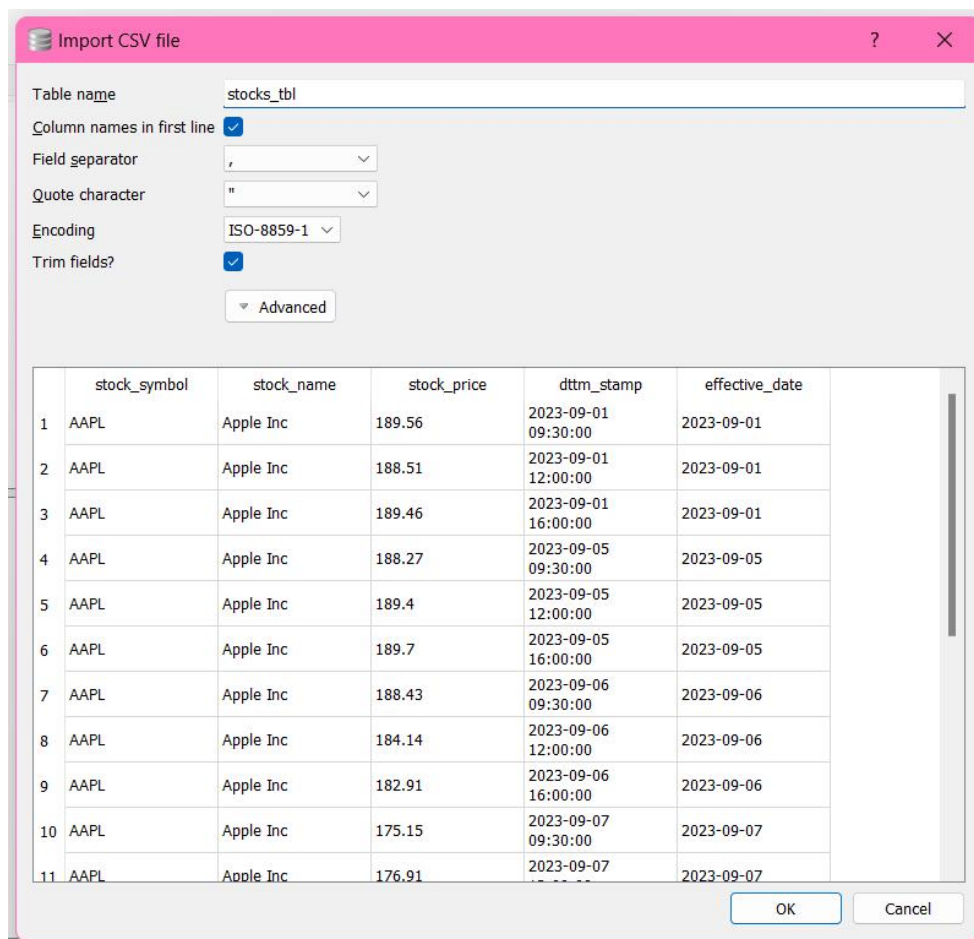 Import CSV file ?
Table name stocks_tbl
Column names in first line
Field separator ,
Quote character "
Encoding ISO-8859-1
Trim fields?
Advanced
stock_symbol stock_name stock_price dttm_stamp effective_date
1 AAPL Apple Inc 189.56 2023-09-01 09:30:00 2023-09-01
2 AAPL Apple Inc 188.51 2023-09-01 12:00:00 2023-09-01
3 AAPL Apple Inc 189.46 2023-09-01 16:00:00 2023-09-01
4 AAPL Apple Inc 188.27 2023-09-05 09:30:00 2023-09-05
5 AAPL Apple Inc 189.4 2023-09-05 12:00:00 2023-09-05
6 AAPL Apple Inc 189.7 2023-09-05 16:00:00 2023-09-05
7 AAPL Apple Inc 188.43 2023-09-06 09:30:00 2023-09-06
8 AAPL Apple Inc 184.14 2023-09-06 12:00:00 2023-09-06
9 AAPL Apple Inc 182.91 2023-09-06 16:00:00 2023-09-06
10 AAPL Apple Inc 175.15 2023-09-07 09:30:00 2023-09-07
11 AAPL Apple Inc 176.91 2023-09-07 2023-09-07
OK Cancel